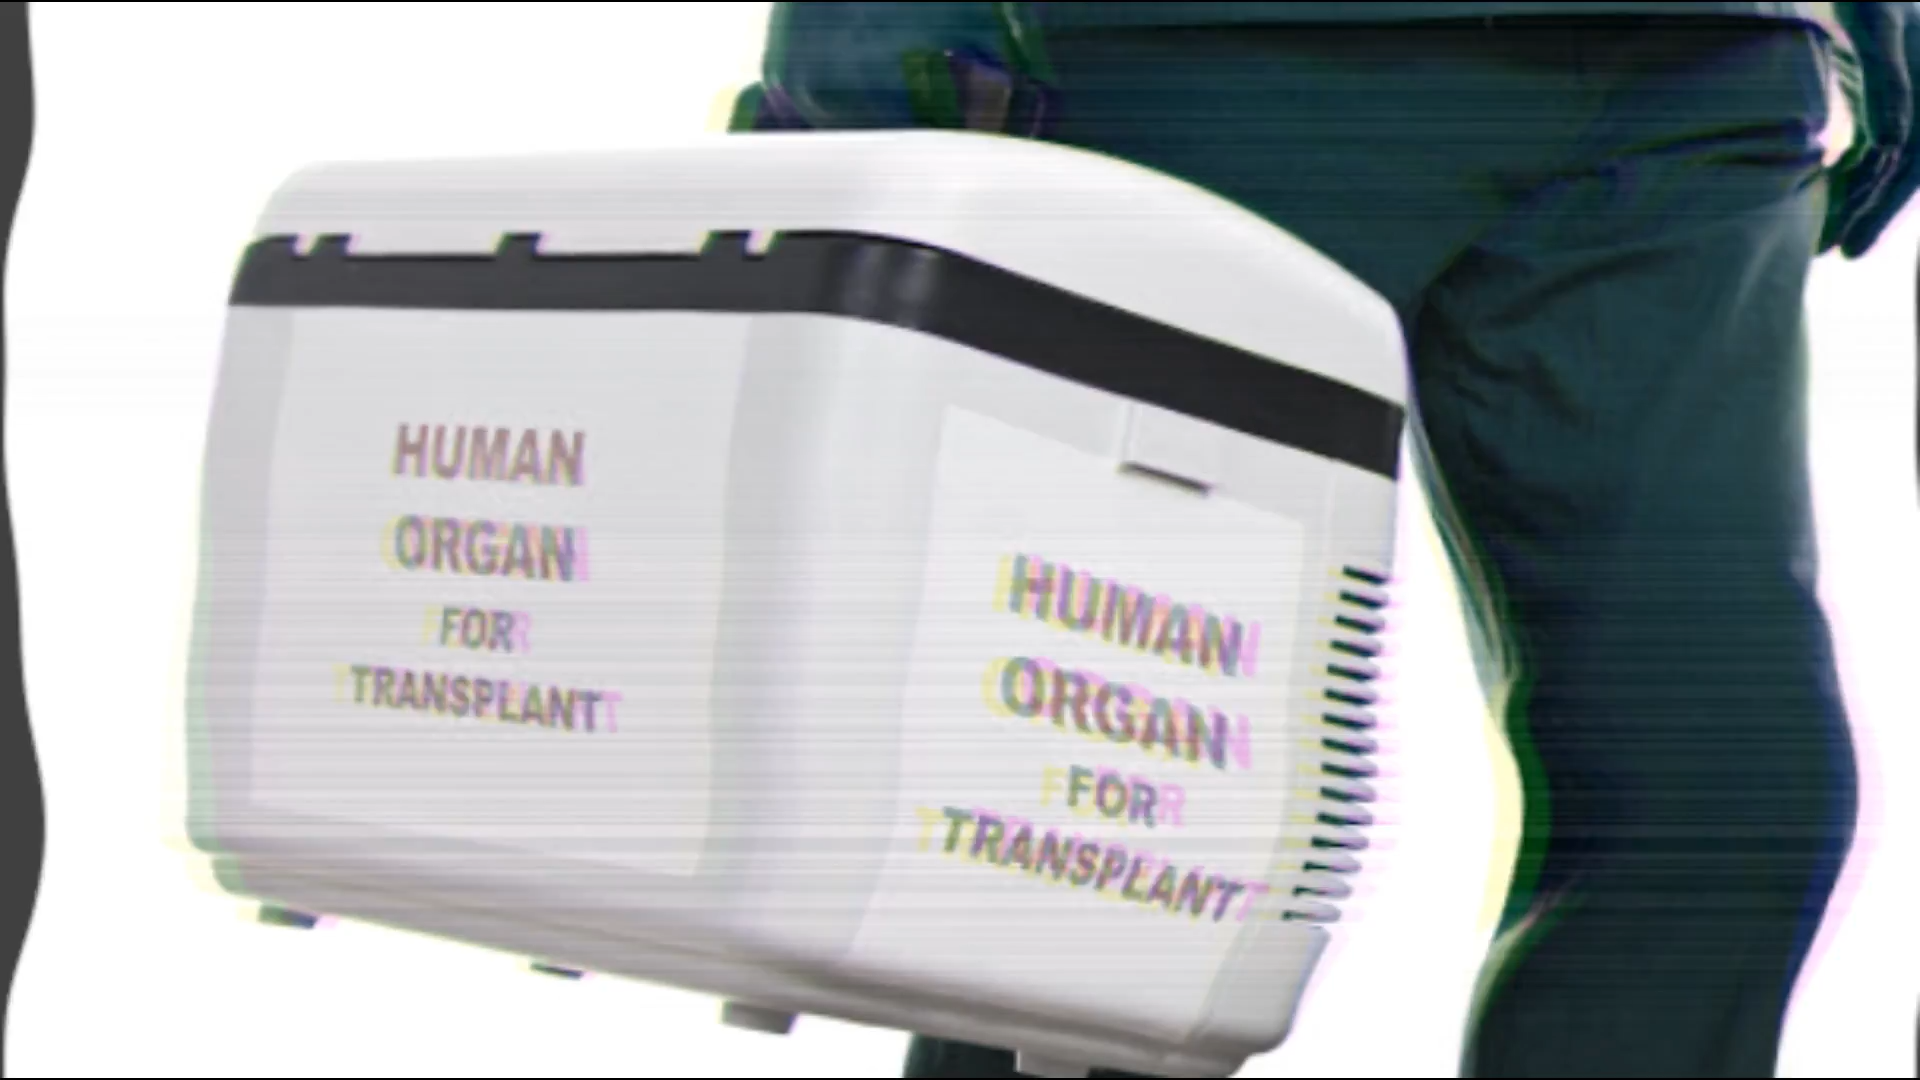 HUMAN
ORGAN
FOR
TRANSPLANT
HUMAN
ORGAN
FOR
TRANSPLANT